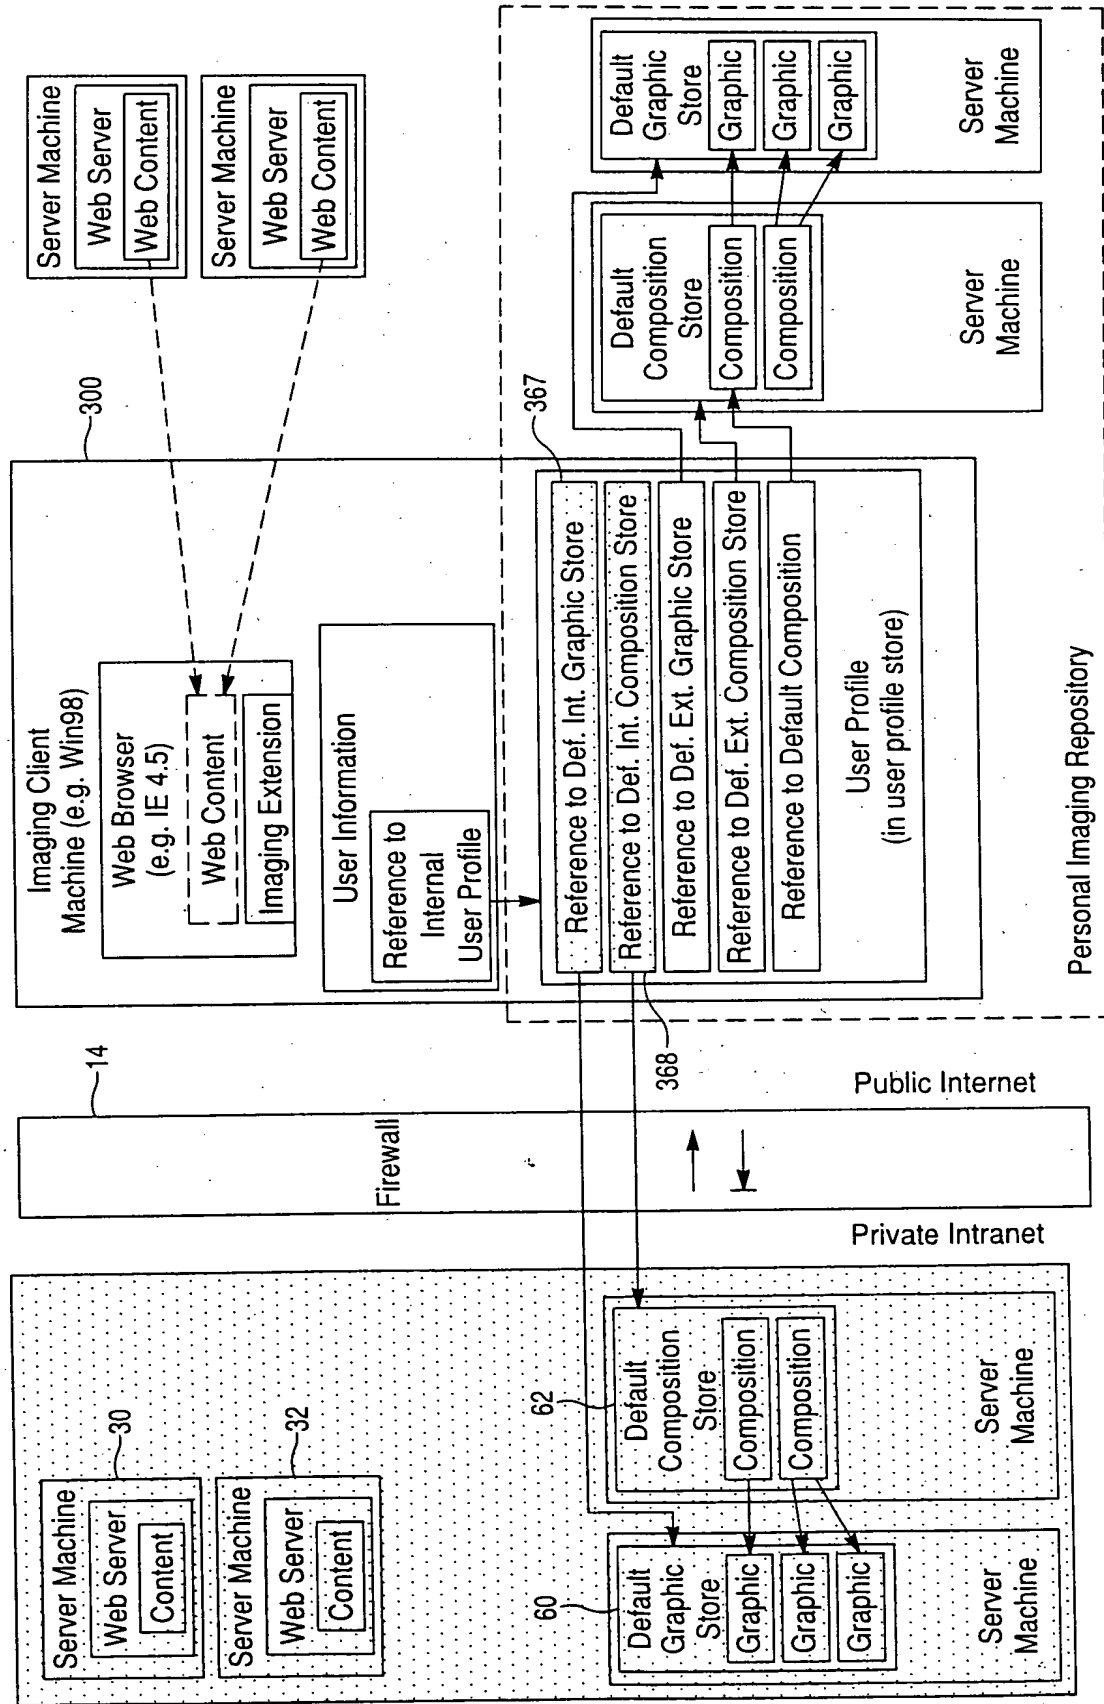 Server Machine
Web Server
Content
30
Server Machine
Web Server
Content
32
60
Default
Graphic
Store
Graphic
Graphic
Graphic
Server
Machine
62
Default
Composition
Store
Composition
Composition
Server
Machine
Private Intranet
Firewall
14
Public Internet
Imaging Client
Machine (e.g. Win98)
300
Web Browser
(e.g. IE 4.5)
Web Content
Imaging Extension
User Information
Reference to
Internal
User Profile
367
Reference to Def. Int. Graphic Store
Reference to Def. Int. Composition Store
Reference to Def. Ext. Graphic Store
Reference to Def. Ext. Composition Store
Reference to Default Composition
368
User Profile
(in user profile store)
Personal Imaging Repository
Server Machine
Web Server
Web Content
Server Machine
Web Server
Web Content
Default
Composition
Store
Composition
Composition
Server
Machine
Default
Graphic
Store
Graphic
Graphic
Graphic
Server
Machine